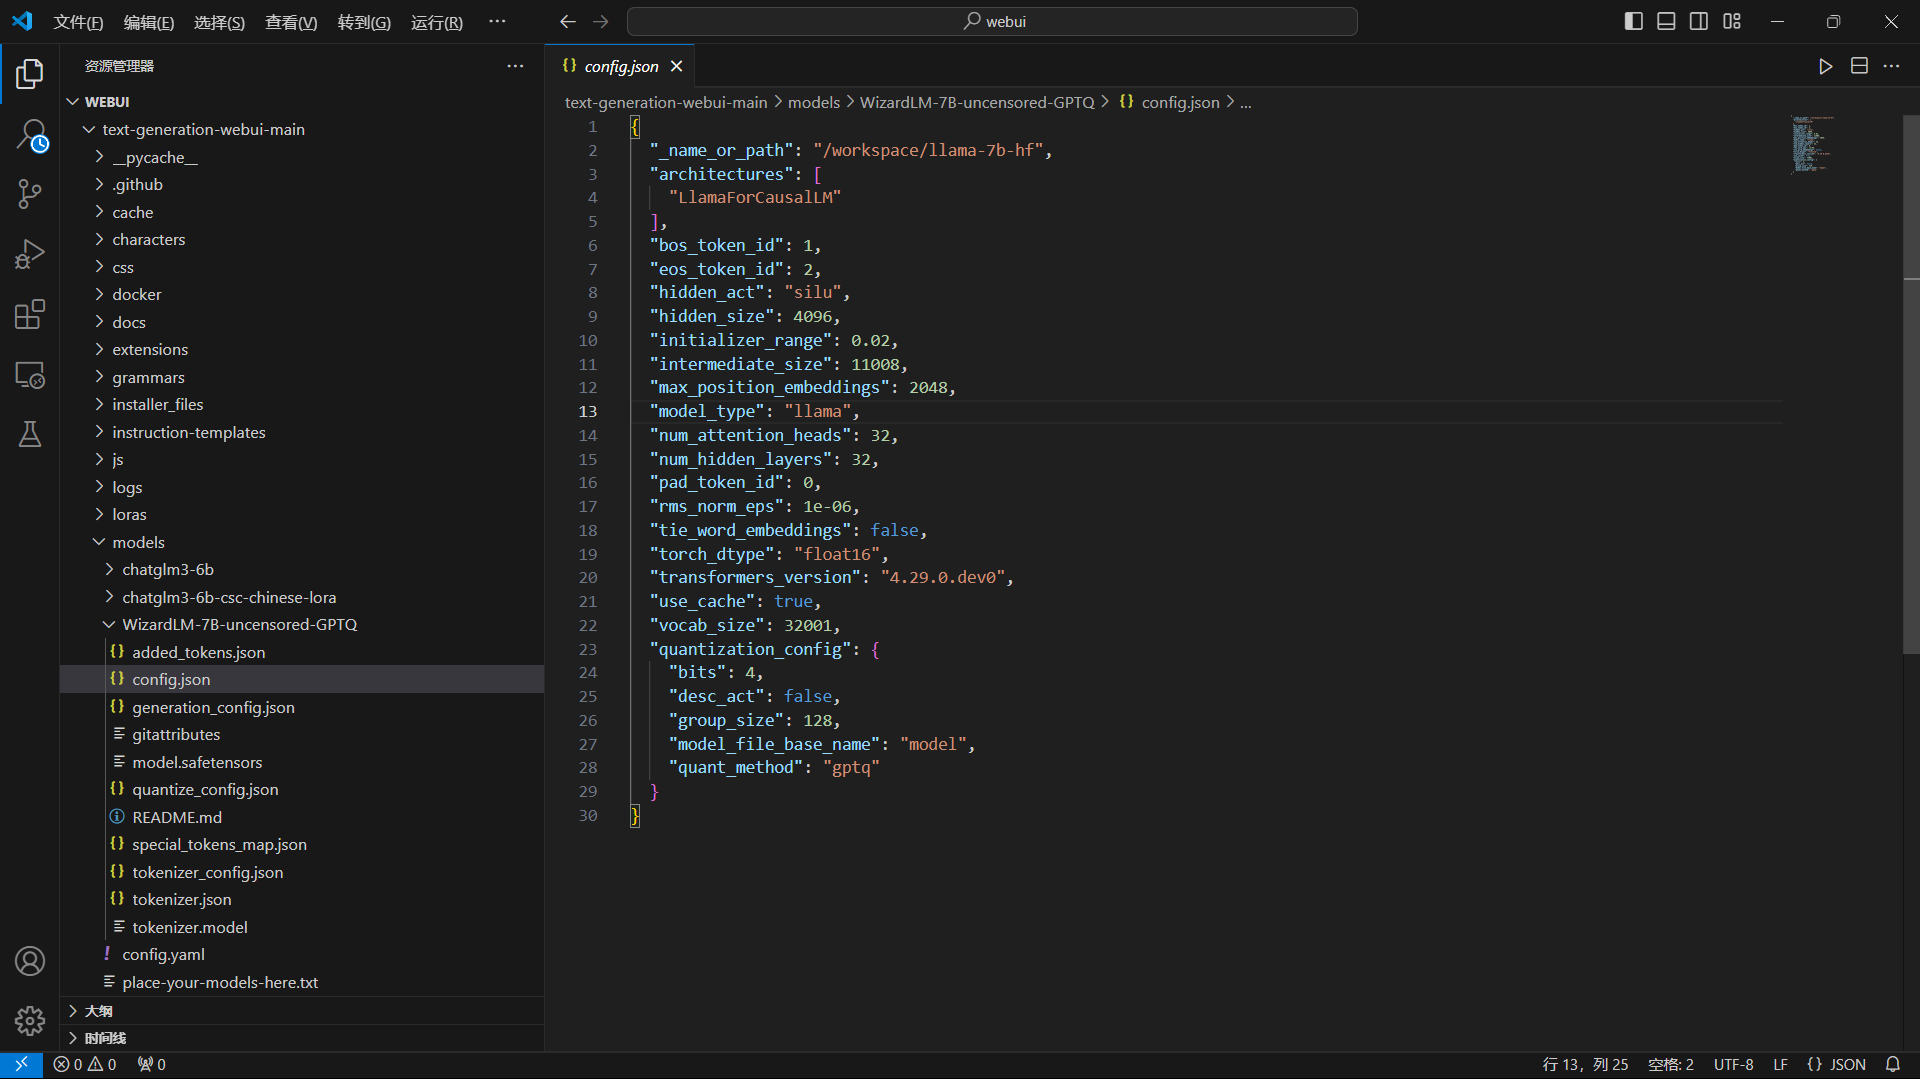 文件(F) 编辑(E) 选择(S) 查看(V) 转到(G) 运行(R) ···
webui
资源管理器
WEBUI
text-generation-webui-main
__pycache__
.github
cache
characters
css
docker
docs
extensions
grammars
installer_files
instruction-templates
js
logs
loras
models
chatglm3-6b
chatglm3-6b-csc-chinese-lora
WizardLM-7B-uncensored-GPTQ
{} added_tokens.json
{} config.json
{} generation_config.json
gitattributes
model.safetensors
{} quantize_config.json
README.md
{} special_tokens_map.json
{} tokenizer_config.json
{} tokenizer.json
tokenizer.model
! config.yaml
place-your-models-here.txt
大纲
时间线
{} config.json
text-generation-webui-main > models > WizardLM-7B-uncensored-GPTQ > {} config.json > ...
1 {
2 "_name_or_path": "/workspace/llama-7b-hf",
3 "architectures": [
4 "LlamaForCausalLM"
5 ],
6 "bos_token_id": 1,
7 "eos_token_id": 2,
8 "hidden_act": "silu",
9 "hidden_size": 4096,
10 "initializer_range": 0.02,
11 "intermediate_size": 11008,
12 "max_position_embeddings": 2048,
13 "model_type": "llama",
14 "num_attention_heads": 32,
15 "num_hidden_layers": 32,
16 "pad_token_id": 0,
17 "rms_norm_eps": 1e-06,
18 "tie_word_embeddings": false,
19 "torch_dtype": "float16",
20 "transformers_version": "4.29.0.dev0",
21 "use_cache": true,
22 "vocab_size": 32001,
23 "quantization_config": {
24 "bits": 4,
25 "desc_act": false,
26 "group_size": 128,
27 "model_file_base_name": "model",
28 "quant_method": "gptq"
29 }
30 }
0 0 0
行 13，列 25 空格: 2 UTF-8 LF {} JSON